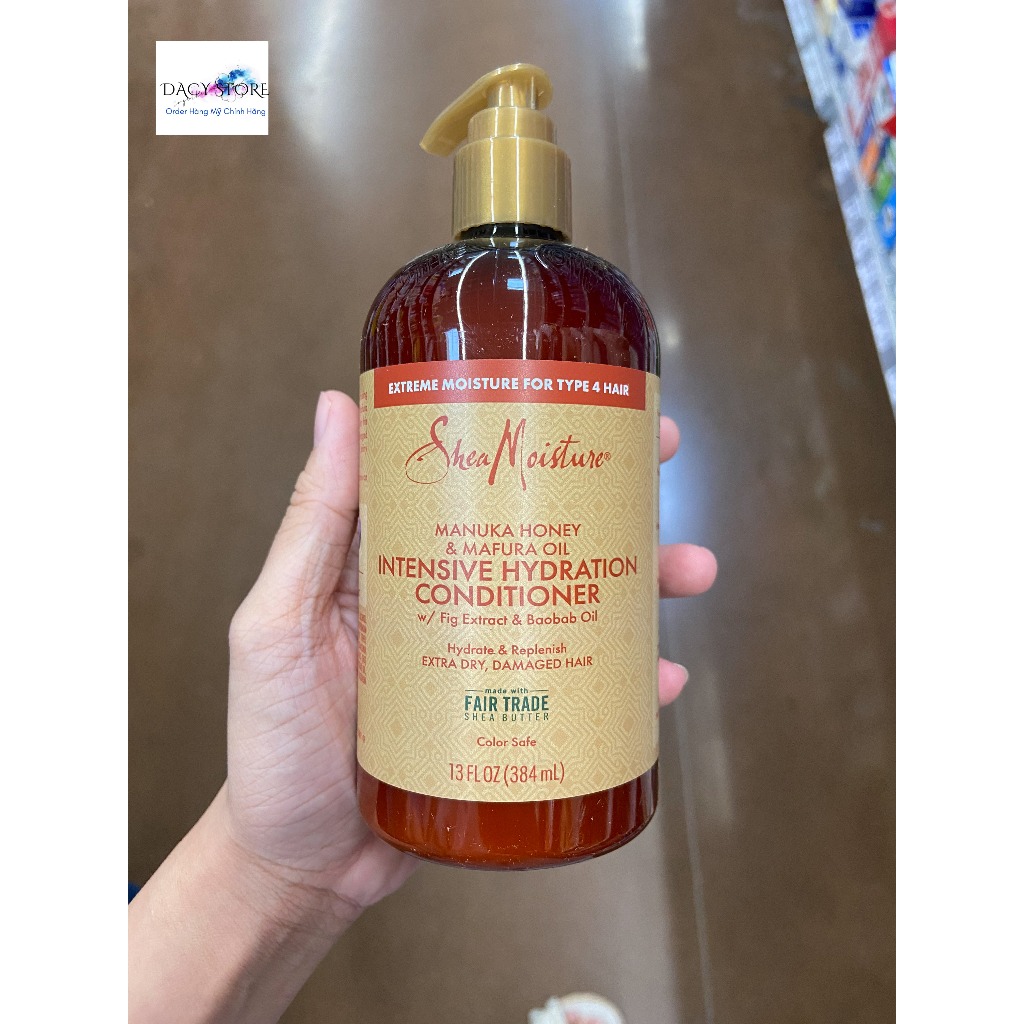 DACY STORE
Order Hàng Mỹ Chính Hãng
EXTREME MOISTURE FOR TYPE 4 HAIR
SheaMoisture®
MANUKA HONEY
& MAFURA OIL
INTENSIVE HYDRATION
CONDITIONER
w/ Fig Extract & Baobab Oil
Hydrate & Replenish
EXTRA DRY, DAMAGED HAIR
made with
FAIR TRADE
SHEA BUTTER
Color Safe
13 FL OZ (384 mL)